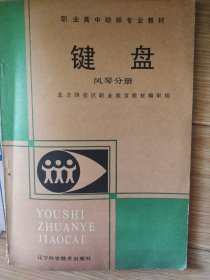 职业高中幼师专业教材
键盘
风琴分册
北方四省区职业教育教材编审组
YOUSHI
ZHUANYE
JIAOCAI
辽宁科学技术出版社